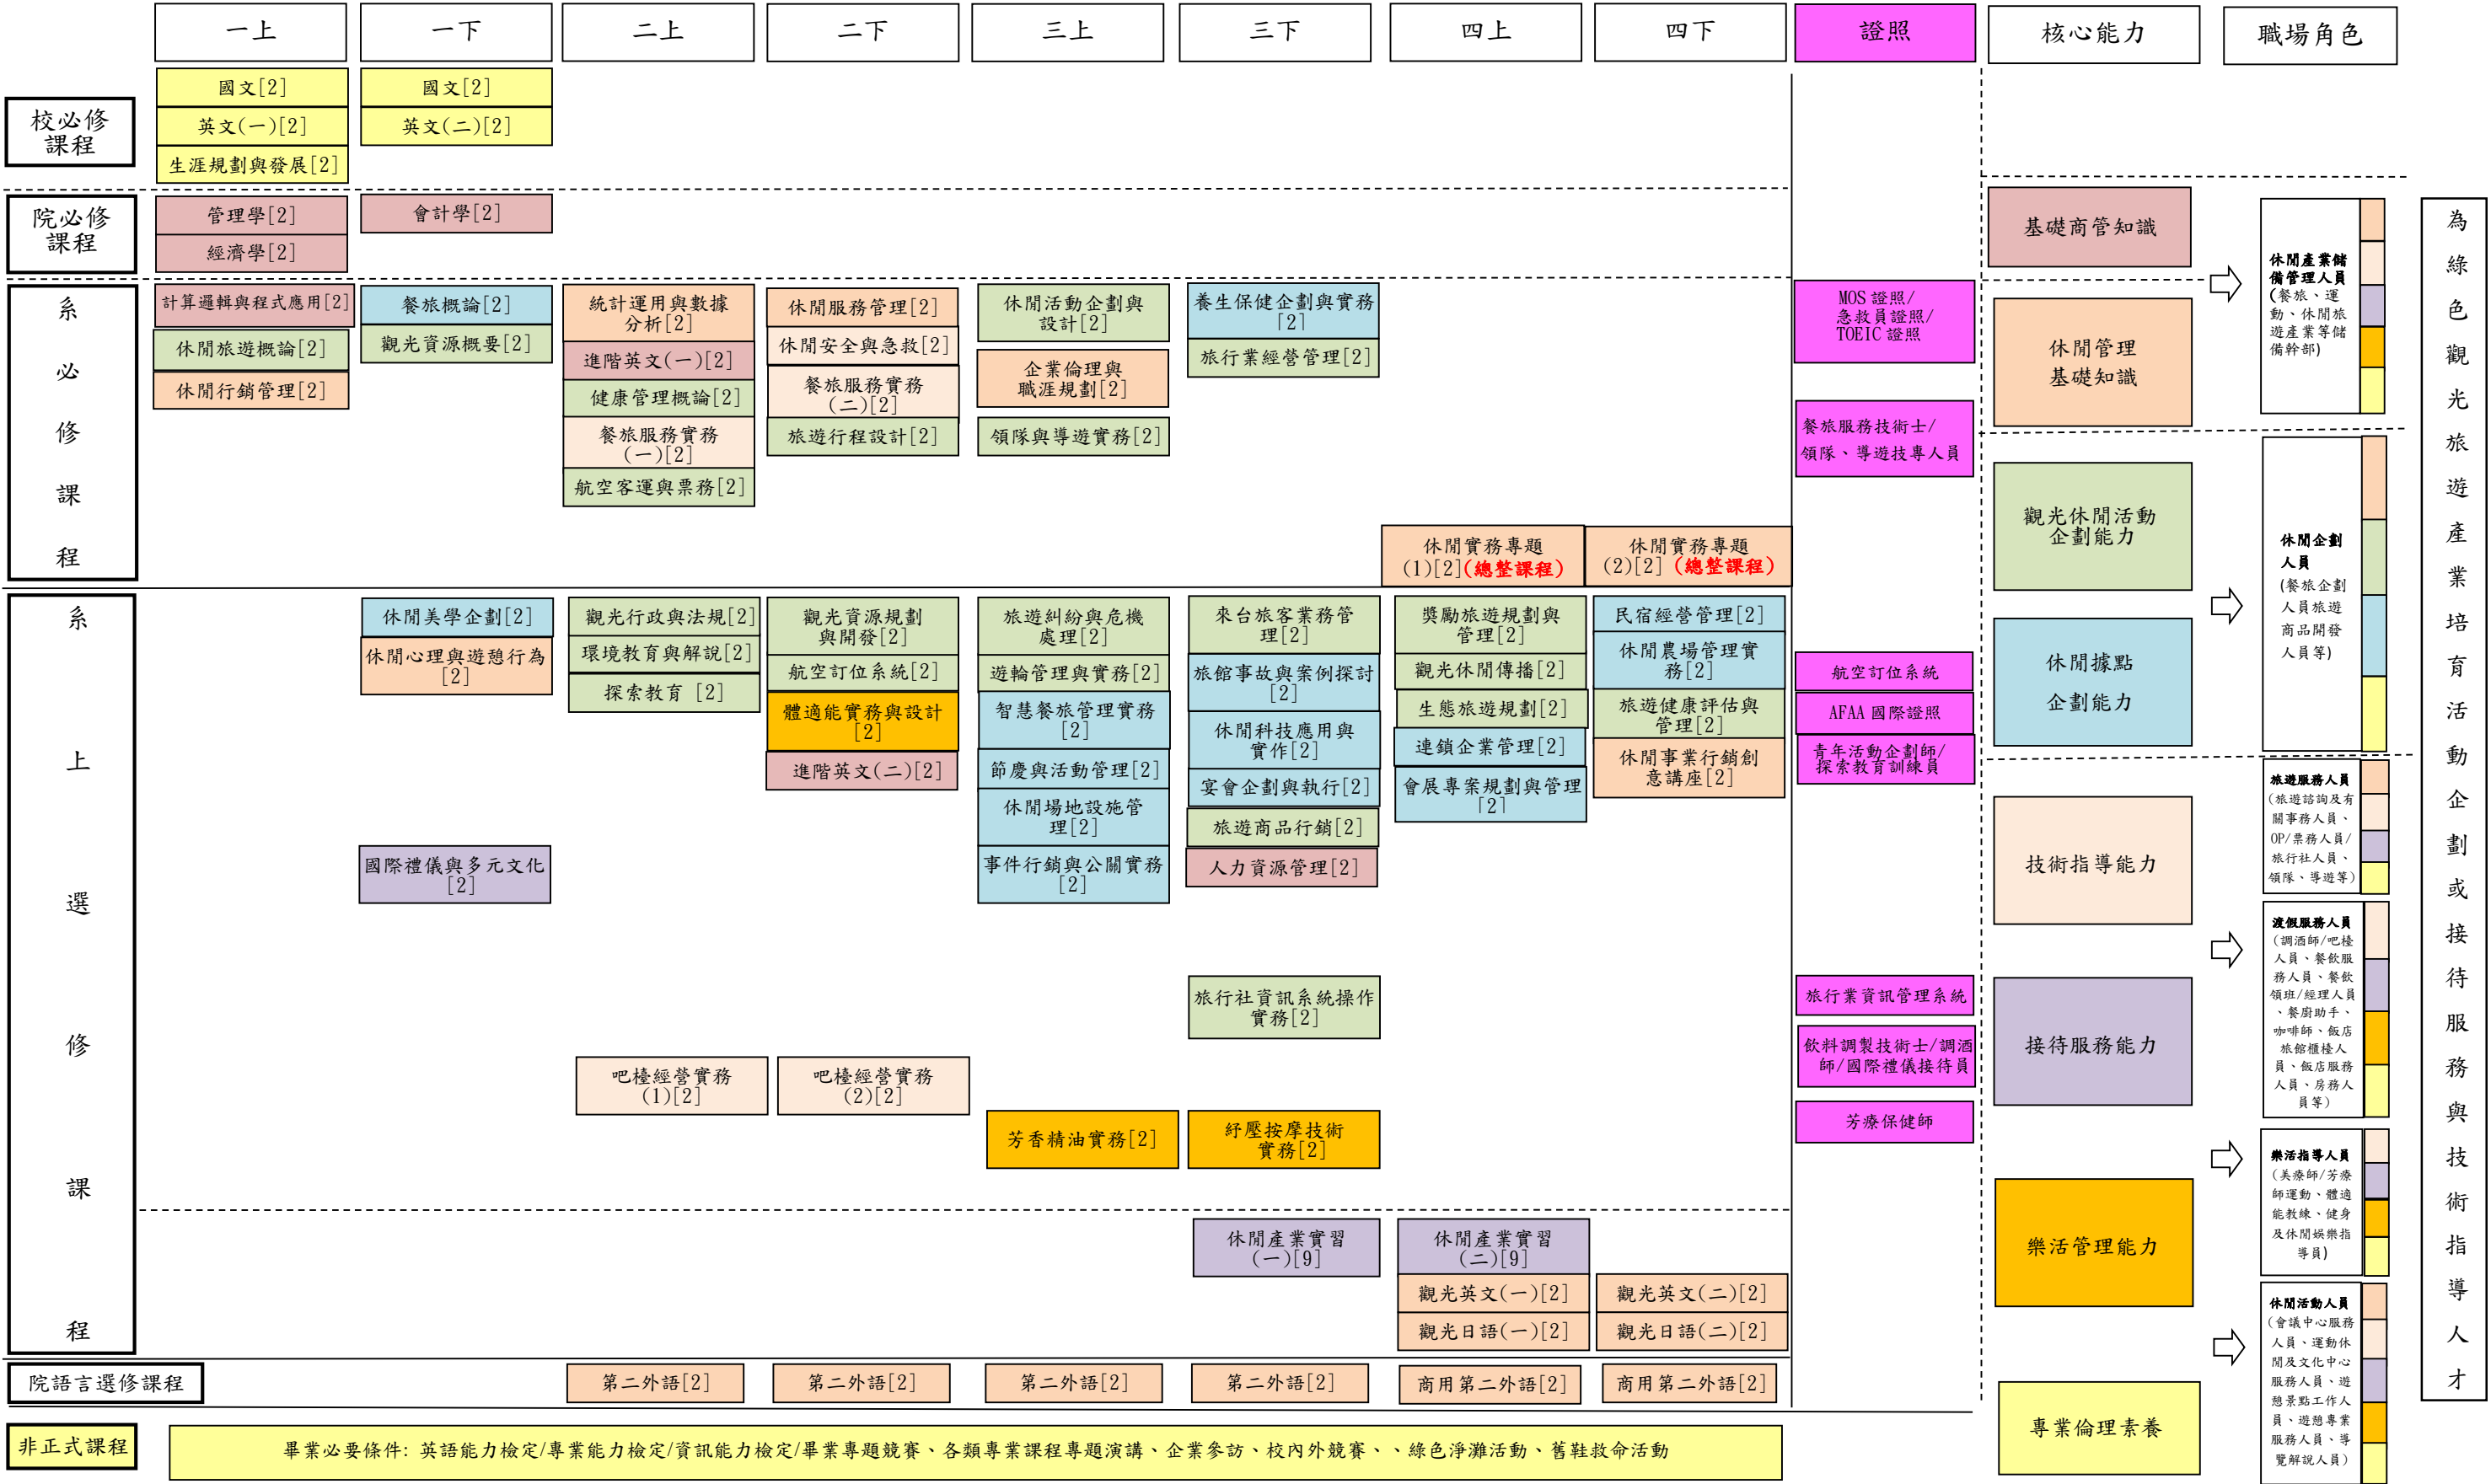 一上
一下
二上
二下
三上
三下
四上
四下
證照
核心能力
職場角色
校必修
課程
國文[2]
英文(一)[2]
生涯規劃與發展[2]
國文[2]
英文(二)[2]
院必修
課程
管理學[2]
經濟學[2]
會計學[2]
系
必
修
課
程
計算邏輯與程式應用[2]
休閒旅遊概論[2]
休閒行銷管理[2]
餐旅概論[2]
觀光資源概要[2]
統計運用與數據
分析[2]
進階英文(一)[2]
健康管理概論[2]
餐旅服務實務
(一)[2]
航空客運與票務[2]
休閒服務管理[2]
休閒安全與急救[2]
餐旅服務實務
(二)[2]
旅遊行程設計[2]
休閒活動企劃與
設計[2]
企業倫理與
職涯規劃[2]
領隊與導遊實務[2]
養生保健企劃與實務
[2]
旅行業經營管理[2]
休閒實務專題
(1)[2](總整課程)
休閒實務專題
(2)[2] (總整課程)
系
上
選
修
課
程
休閒美學企劃[2]
休閒心理與遊憩行為
[2]
國際禮儀與多元文化
[2]
觀光行政與法規[2]
環境教育與解說[2]
探索教育 [2]
吧檯經營實務
(1)[2]
觀光資源規劃
與開發[2]
航空訂位系統[2]
體適能實務與設計
[2]
進階英文(二)[2]
吧檯經營實務
(2)[2]
旅遊糾紛與危機
處理[2]
遊輪管理與實務[2]
智慧餐旅管理實務
[2]
節慶與活動管理[2]
休閒場地設施管
理[2]
事件行銷與公關實務
[2]
芳香精油實務[2]
來台旅客業務管
理[2]
旅館事故與案例探討
[2]
休閒科技應用與
實作[2]
宴會企劃與執行[2]
旅遊商品行銷[2]
人力資源管理[2]
旅行社資訊系統操作
實務[2]
紓壓按摩技術
實務[2]
休閒產業實習
(一)[9]
獎勵旅遊規劃與
管理[2]
觀光休閒傳播[2]
生態旅遊規劃[2]
連鎖企業管理[2]
會展專案規劃與管理
[2]
休閒產業實習
(二)[9]
觀光英文(一)[2]
觀光日語(一)[2]
民宿經營管理[2]
休閒農場管理實
務[2]
旅遊健康評估與
管理[2]
休閒事業行銷創
意講座[2]
觀光英文(二)[2]
觀光日語(二)[2]
院語言選修課程
第二外語[2]
第二外語[2]
第二外語[2]
第二外語[2]
商用第二外語[2]
商用第二外語[2]
非正式課程
畢業必要條件: 英語能力檢定/專業能力檢定/資訊能力檢定/畢業專題競賽、各類專業課程專題演講、企業參訪、校內外競賽、、綠色淨灘活動、舊鞋救命活動
MOS 證照/
急救員證照/
TOEIC 證照
餐旅服務技術士/
領隊、導遊技專人員
航空訂位系統
AFAA 國際證照
青年活動企劃師/
探索教育訓練員
旅行業資訊管理系統
飲料調製技術士/調酒
師/國際禮儀接待員
芳療保健師
基礎商管知識
休閒管理
基礎知識
觀光休閒活動
企劃能力
休閒據點
企劃能力
技術指導能力
接待服務能力
樂活管理能力
專業倫理素養
休閒產業儲
備管理人員
(餐旅、運
動、休閒旅
遊產業等儲
備幹部)
休閒企劃
人員
(餐旅企劃
人員旅遊
商品開發
人員等)
旅遊服務人員
(旅遊諮詢及有
關事務人員、
OP/票務人員/
旅行社人員、
領隊、導遊等)
渡假服務人員
(調酒師/吧檯
人員、餐飲服
務人員、餐飲
領班/經理人員
、餐廚助手、
咖啡師、飯店
旅館櫃檯人
員、飯店服務
人員、房務人
員等)
樂活指導人員
(美療師/芳療
師運動、體適
能教練、健身
及休閒娛樂指
導員)
休閒活動人員
(會議中心服務
人員、運動休
閒及文化中心
服務人員、遊
憩景點工作人
員、遊憩專業
服務人員、導
覽解說人員)
為
綠
色
觀
光
旅
遊
產
業
培
育
活
動
企
劃
或
接
待
服
務
與
技
術
指
導
人
才